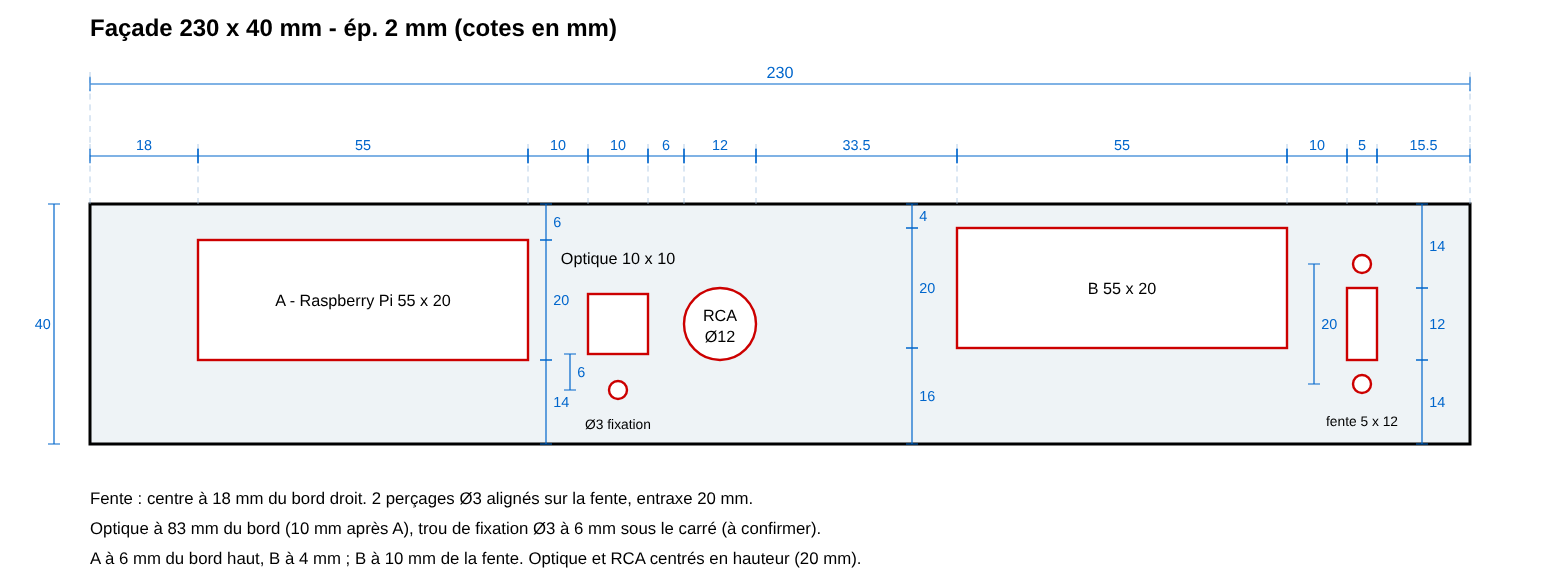 Façade 230 x 40 mm - ép. 2 mm (cotes en mm)
230
18 55 10 10 6 12 33.5 55 10 5 15.5
6
4
14
Optique 10 x 10
A - Raspberry Pi 55 x 20
20
RCA
Ø12
20
B 55 x 20
40
20
12
6
14
16
14
Ø3 fixation
fente 5 x 12
Fente : centre à 18 mm du bord droit. 2 perçages Ø3 alignés sur la fente, entraxe 20 mm.
Optique à 83 mm du bord (10 mm après A), trou de fixation Ø3 à 6 mm sous le carré (à confirmer).
A à 6 mm du bord haut, B à 4 mm ; B à 10 mm de la fente. Optique et RCA centrés en hauteur (20 mm).